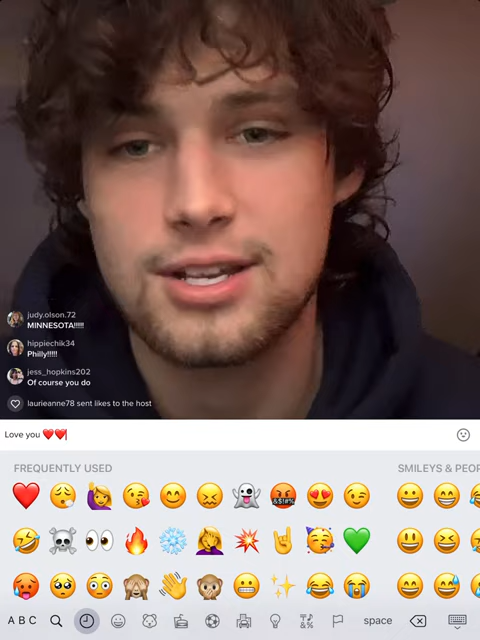 judy.olson.72
MINNESOTA!!!!!
hippiechik34
Philly!!!!!
jess_hopkins202
Of course you do
laurieanne78 sent likes to the host
Love you ❤️❤️
FREQUENTLY USED
SMILEYS & PEOP
&$!#%
A B C
space